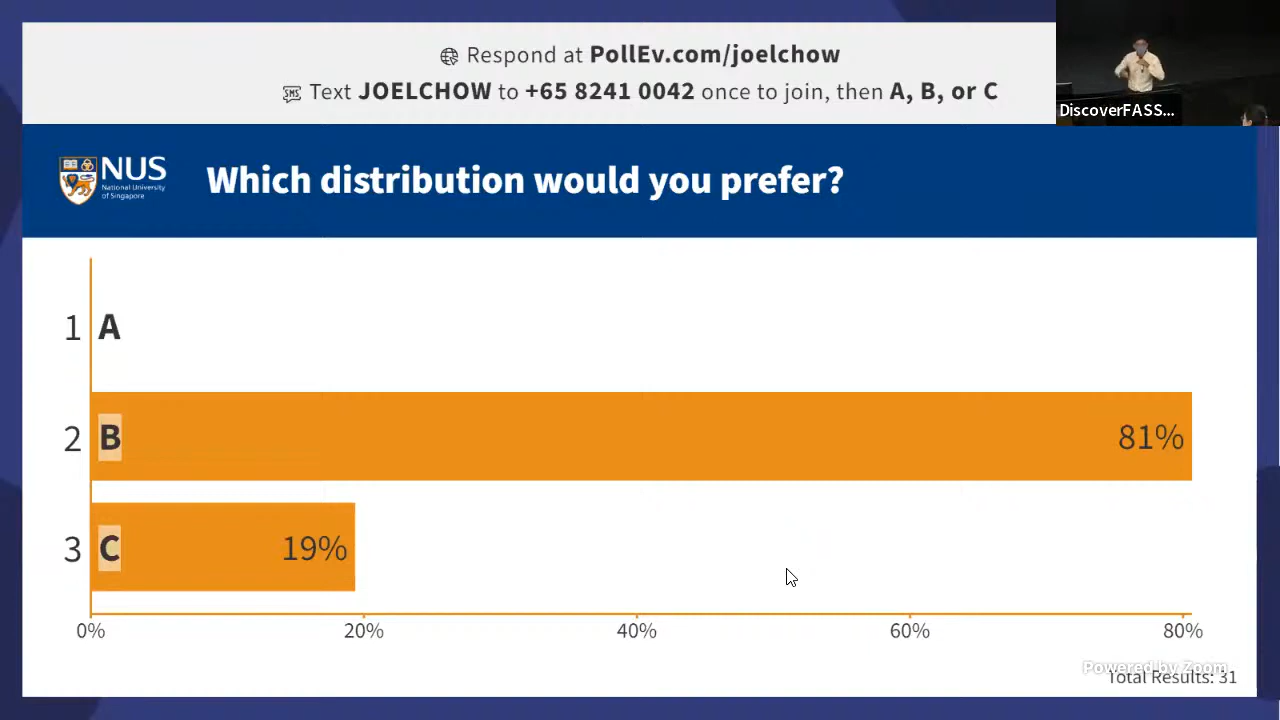 Respond at PollEv.com/joelchow
SMS
Text JOELCHOW to +65 8241 0042 once to join, then A, B, or C
DiscoverFASS...
NUS
National University
of Singapore
Which distribution would you prefer?
1 A
2 B 81%
3 C 19%
0% 20% 40% 60% 80%
Powered by Zoom
Total Results: 31